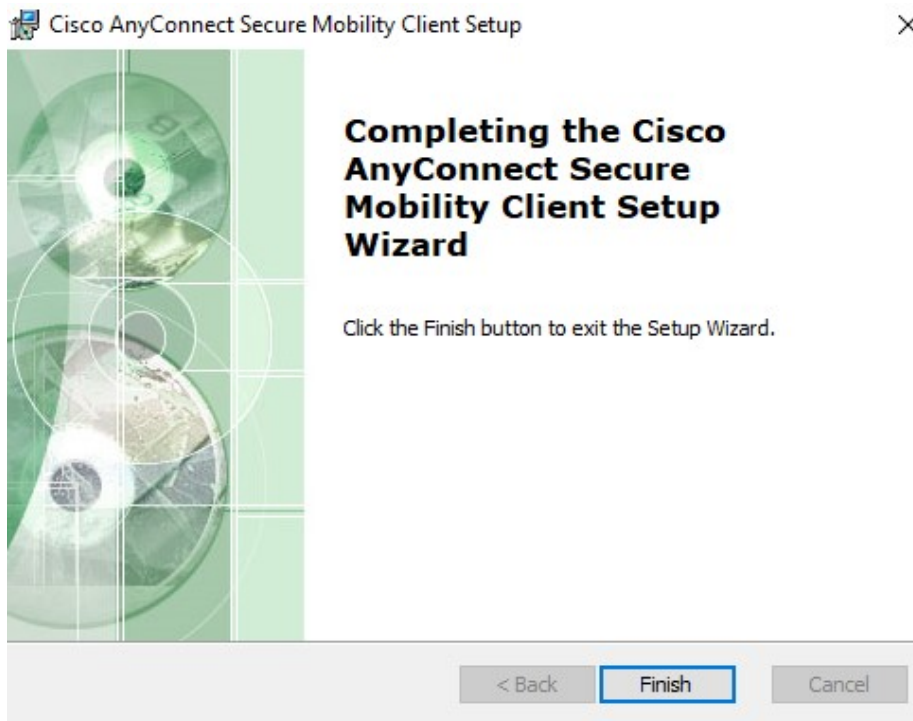 Cisco AnyConnect Secure Mobility Client Setup
Completing the Cisco
AnyConnect Secure
Mobility Client Setup
Wizard
Click the Finish button to exit the Setup Wizard.
< Back Finish Cancel